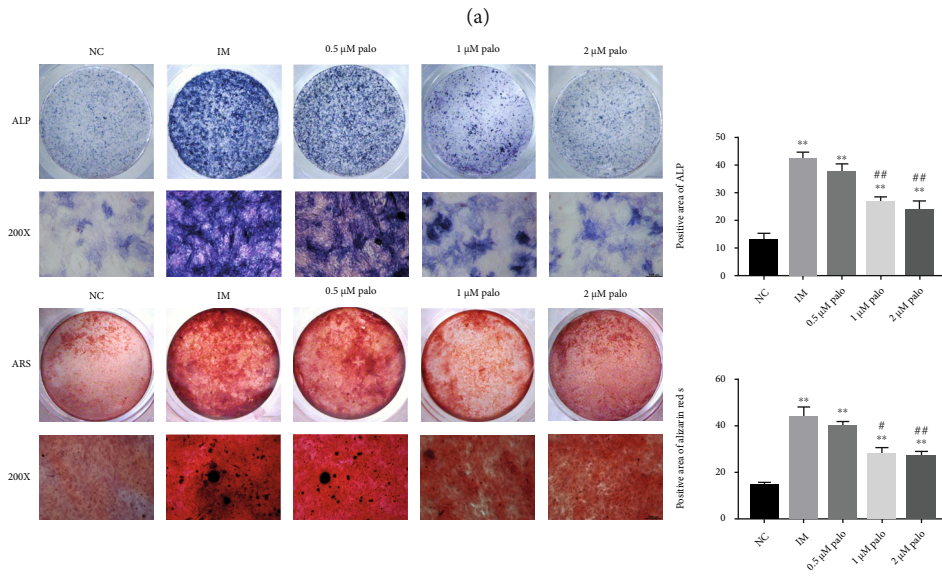 (a)
NC IM 0.5 μM palo 1 μM palo 2 μM palo
ALP
200X
NC IM 0.5 μM palo 1 μM palo 2 μM palo
ARS
200X
Positive area of ALP
50
40
30
20
10
0
**
**
##
**
##
**
NC IM 0.5 μM palo 1 μM palo 2 μM palo
Positive area of alizarin red s
60
40
20
0
**
**
#
**
##
**
NC IM 0.5 μM palo 1 μM palo 2 μM palo